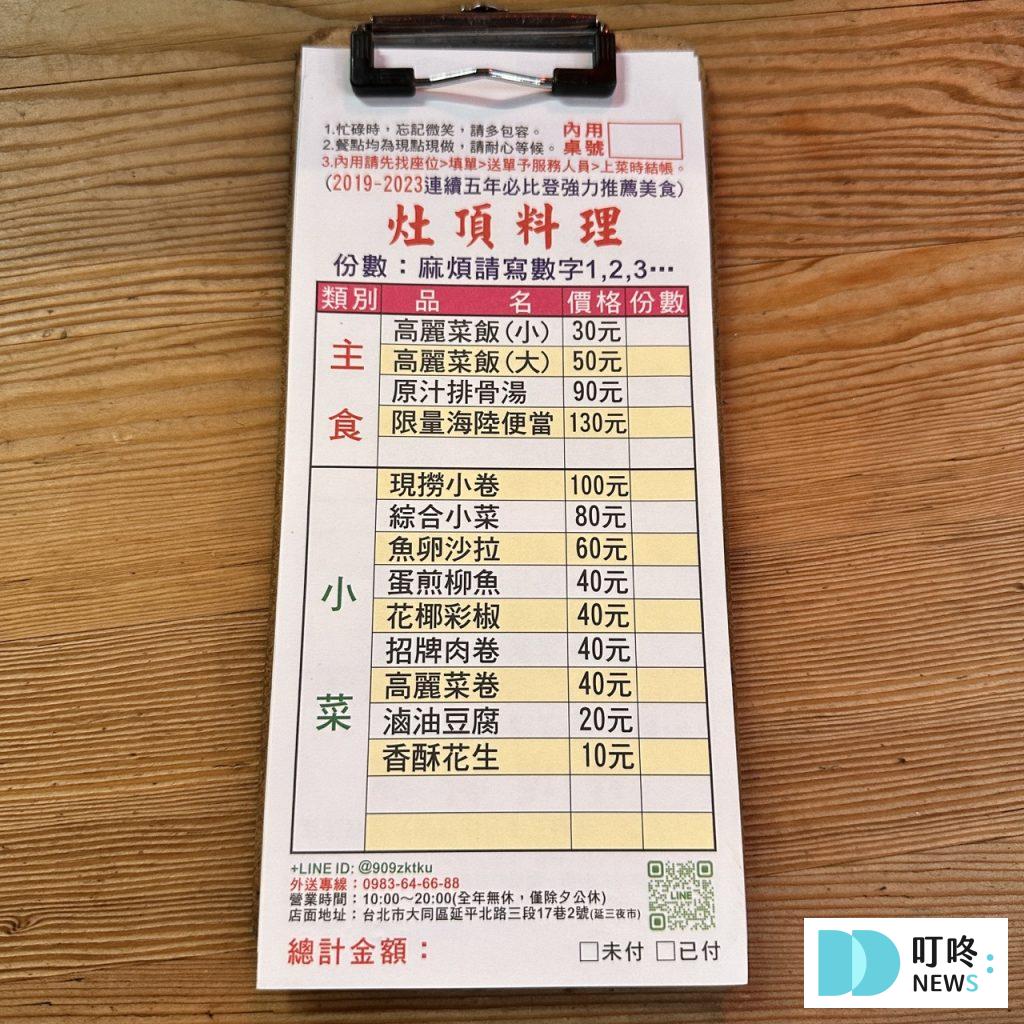 1.忙碌時，忘記微笑，請多包容。
2.餐點均為現點現做，請耐心等候。
內用
桌號
3.內用請先找座位>填單>送單予服務人員>上菜時結帳。
(2019-2023連續五年必比登強力推薦美食)
灶頂料理
份數：麻煩請寫數字1,2,3…
類別 品名 價格 份數
主食
高麗菜飯(小) 30元
高麗菜飯(大) 50元
原汁排骨湯 90元
限量海陸便當 130元
小菜
現撈小卷 100元
綜合小菜 80元
魚卵沙拉 60元
蛋煎柳魚 40元
花椰彩椒 40元
招牌肉卷 40元
高麗菜卷 40元
滷油豆腐 20元
香酥花生 10元
+LINE ID: @909zktku
外送專線：0983-64-66-88
營業時間：10:00～20:00(全年無休，僅除夕公休)
店面地址：台北市大同區延平北路三段17巷2號(延三夜市)
LINE
總計金額：
□未付 □已付
叮咚
NEWS